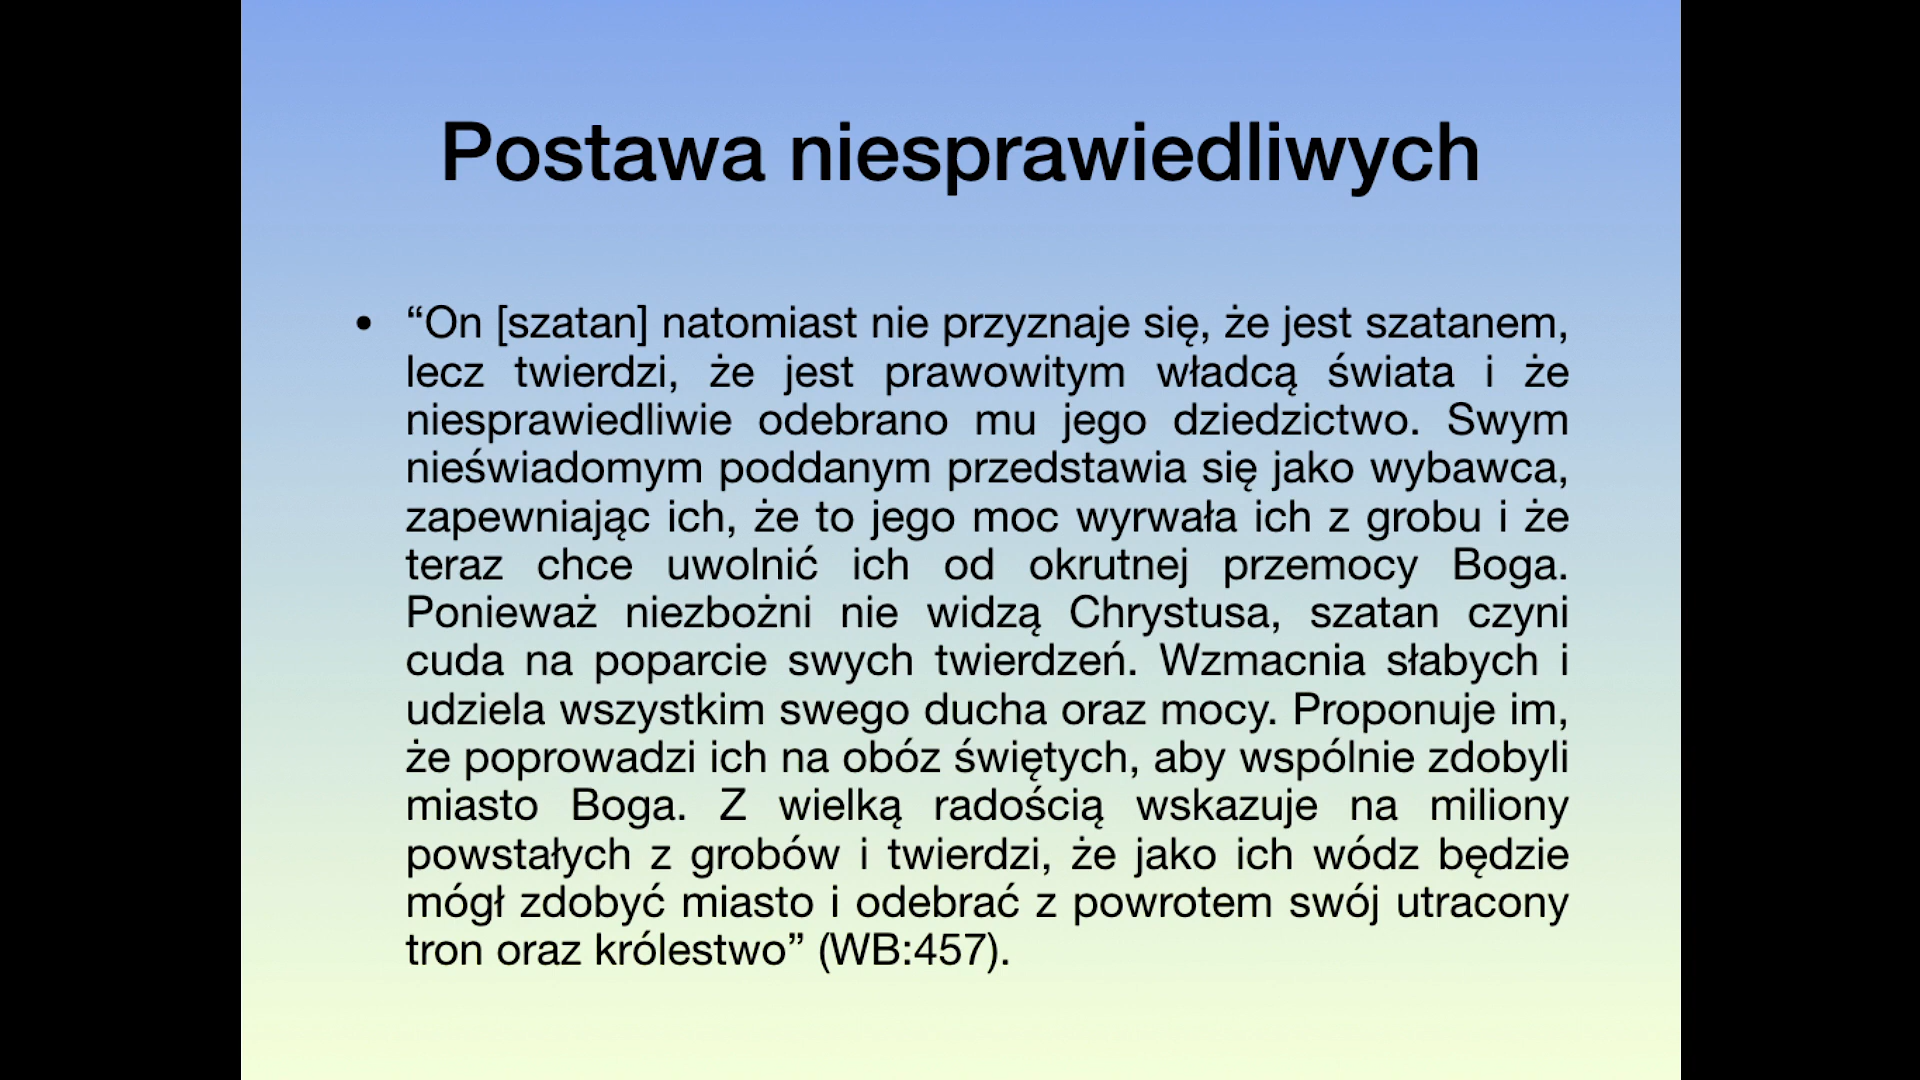 Postawa niesprawiedliwych
• “On [szatan] natomiast nie przyznaje się, że jest szatanem,
lecz twierdzi, że jest prawowitym władcą świata i że
niesprawiedliwie odebrano mu jego dziedzictwo. Swym
nieświadomym poddanym przedstawia się jako wybawca,
zapewniając ich, że to jego moc wyrwała ich z grobu i że
teraz chce uwolnić ich od okrutnej przemocy Boga.
Ponieważ niezbożni nie widzą Chrystusa, szatan czyni
cuda na poparcie swych twierdzeń. Wzmacnia słabych i
udziela wszystkim swego ducha oraz mocy. Proponuje im,
że poprowadzi ich na obóz świętych, aby wspólnie zdobyli
miasto Boga. Z wielką radością wskazuje na miliony
powstałych z grobów i twierdzi, że jako ich wódz będzie
mógł zdobyć miasto i odebrać z powrotem swój utracony
tron oraz królestwo” (WB:457).